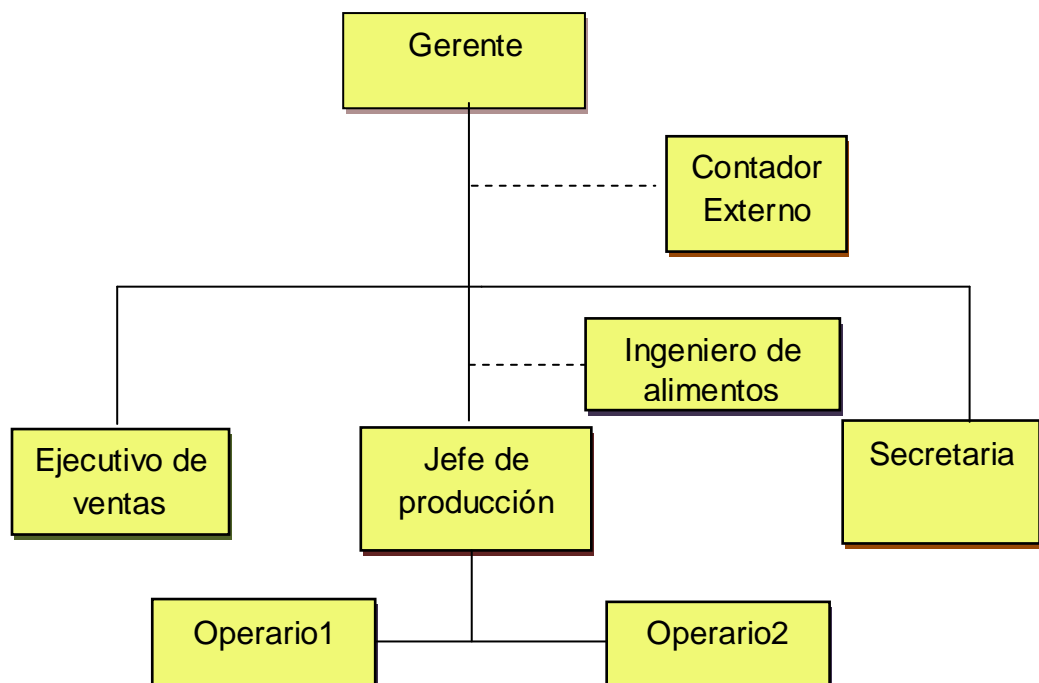 Gerente
Contador
Externo
Ingeniero de
alimentos
Ejecutivo de
ventas
Jefe de
producción
Secretaria
Operario1
Operario2